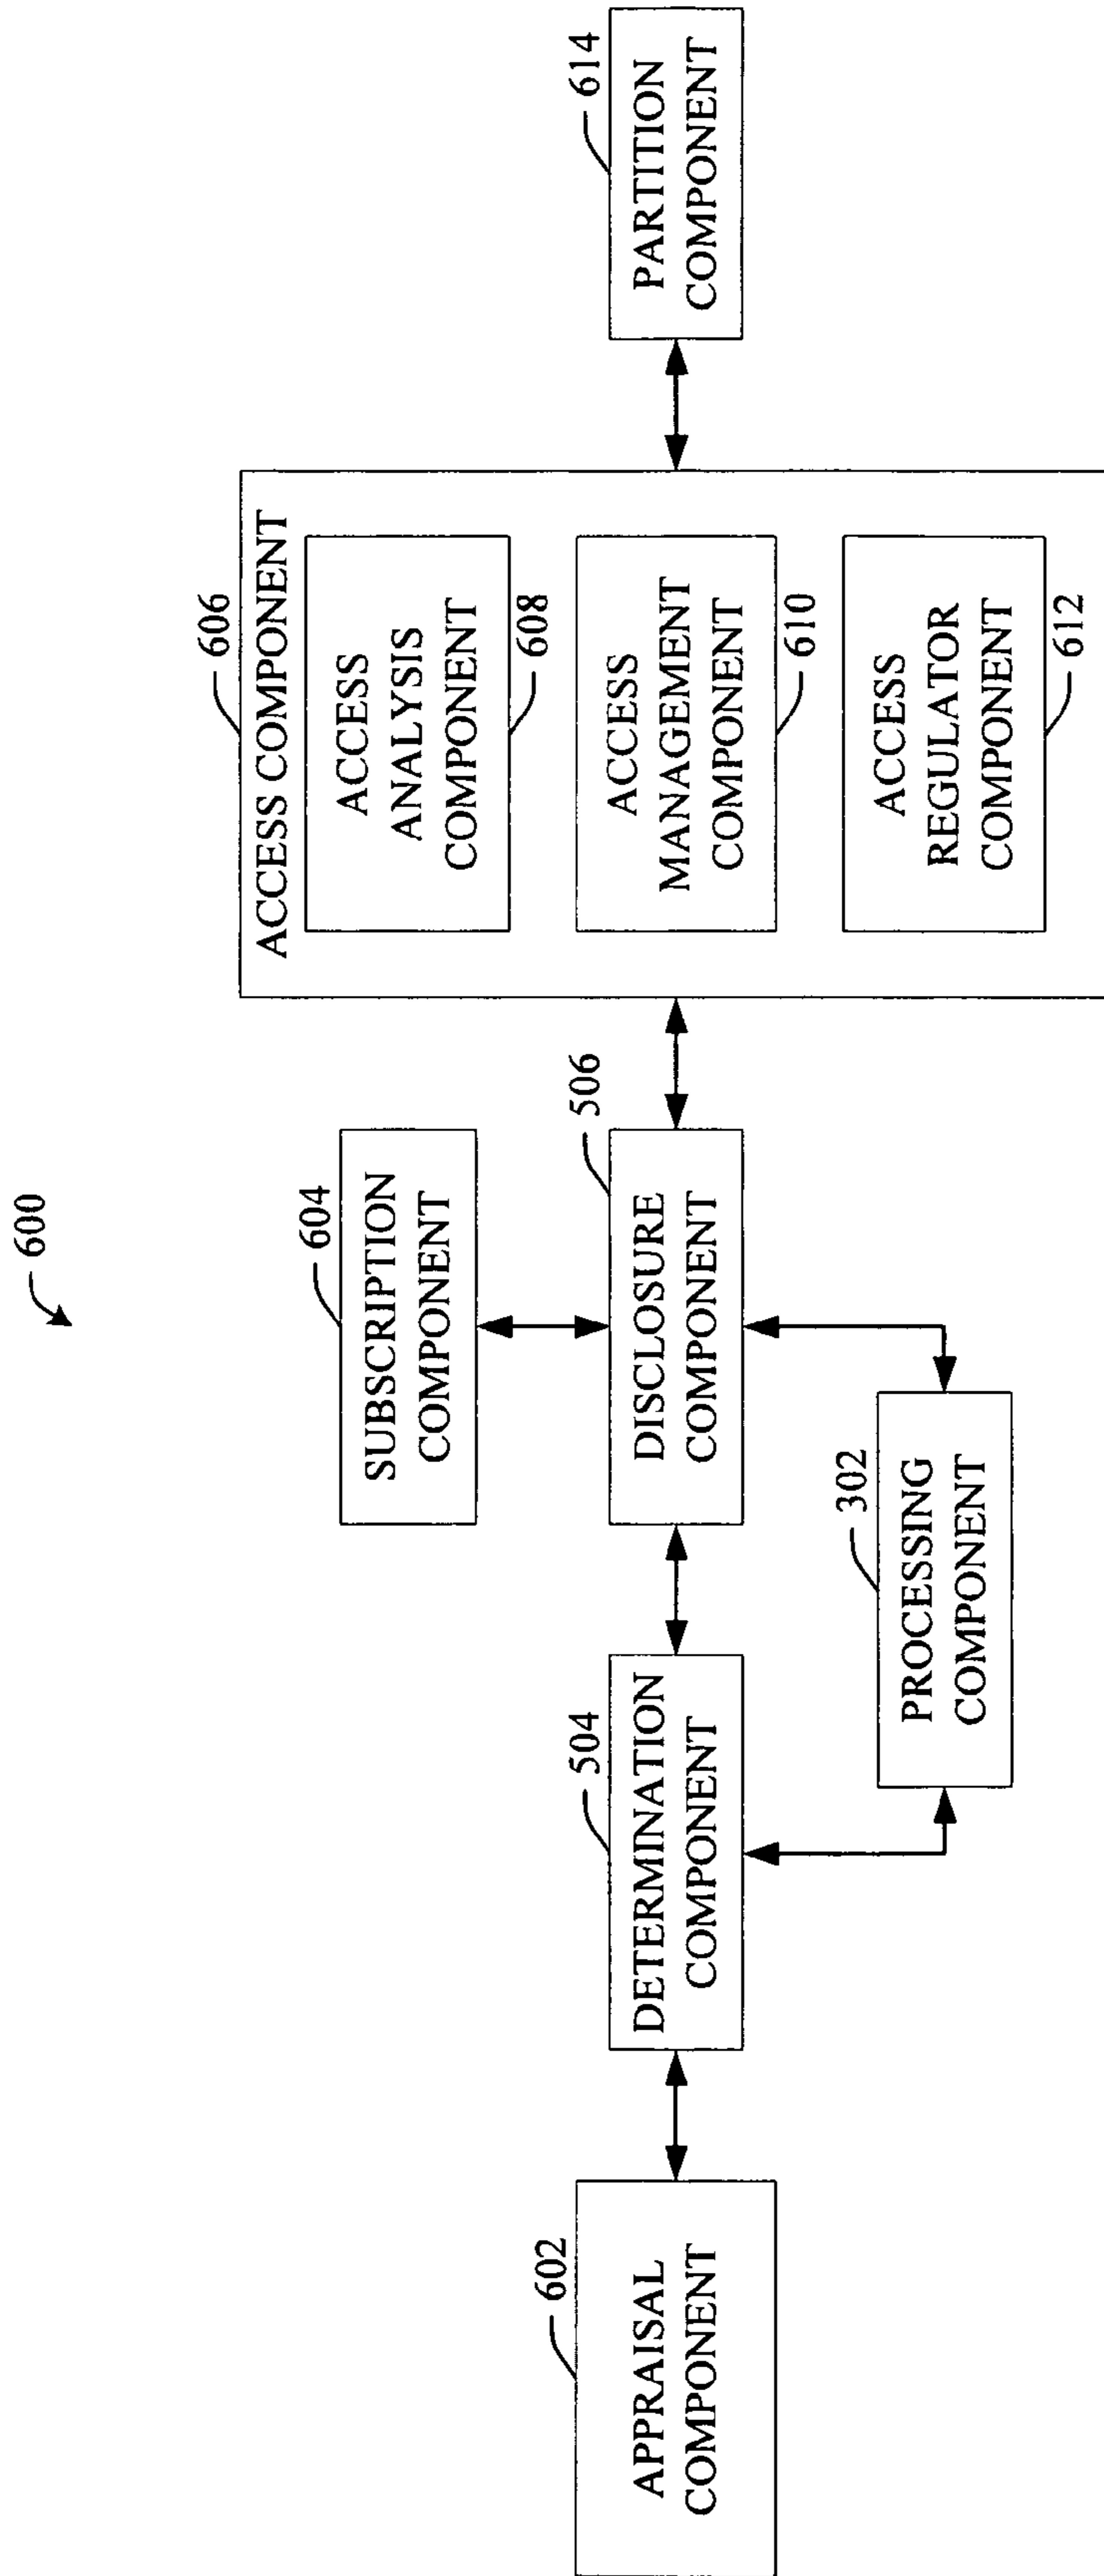 600
602
APPRAISAL
COMPONENT
504
DETERMINATION
COMPONENT
302
PROCESSING
COMPONENT
604
SUBSCRIPTION
COMPONENT
506
DISCLOSURE
COMPONENT
606
ACCESS COMPONENT
ACCESS
ANALYSIS
COMPONENT
608
ACCESS
MANAGEMENT
COMPONENT
610
ACCESS
REGULATOR
COMPONENT
612
614
PARTITION
COMPONENT